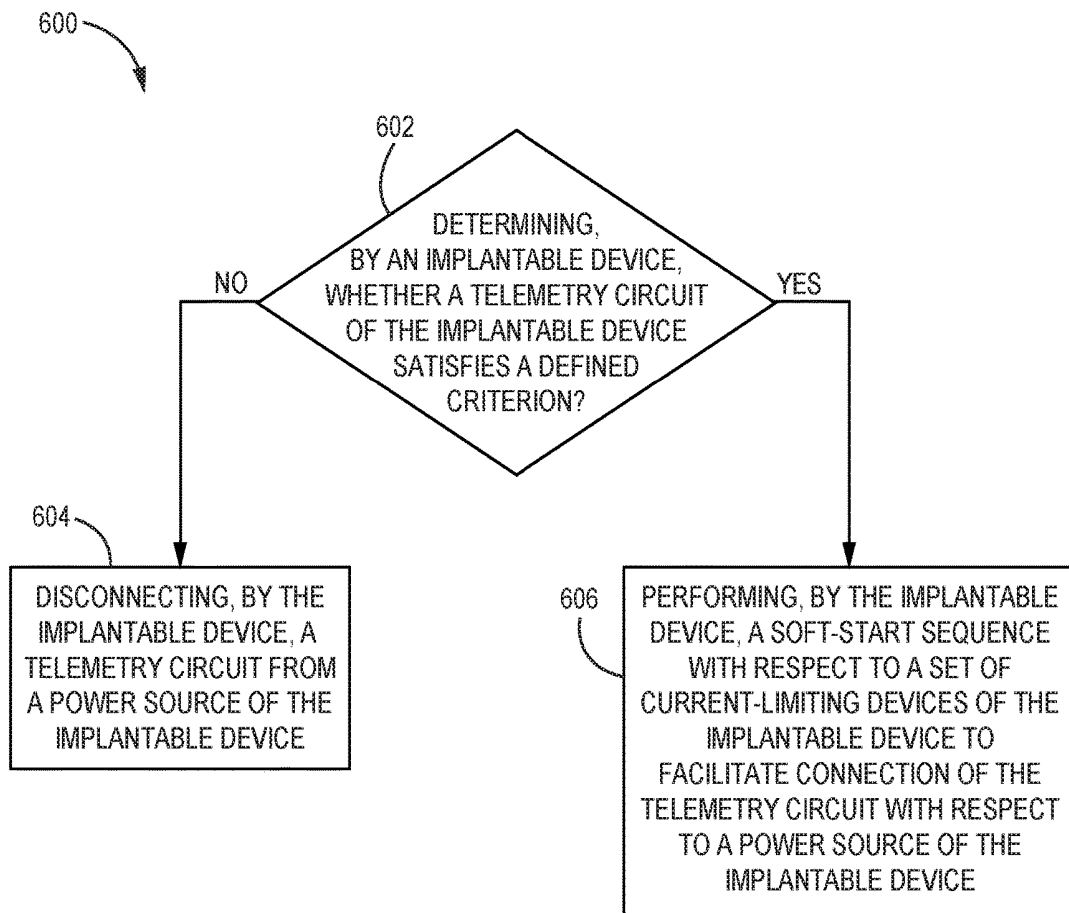 600
602
DETERMINING,
BY AN IMPLANTABLE DEVICE,
WHETHER A TELEMETRY CIRCUIT
OF THE IMPLANTABLE DEVICE
SATISFIES A DEFINED
CRITERION?
NO
YES
604
DISCONNECTING, BY THE
IMPLANTABLE DEVICE, A
TELEMETRY CIRCUIT FROM
A POWER SOURCE OF THE
IMPLANTABLE DEVICE
606
PERFORMING, BY THE IMPLANTABLE
DEVICE, A SOFT-START SEQUENCE
WITH RESPECT TO A SET OF
CURRENT-LIMITING DEVICES OF THE
IMPLANTABLE DEVICE TO
FACILITATE CONNECTION OF THE
TELEMETRY CIRCUIT WITH RESPECT
TO A POWER SOURCE OF THE
IMPLANTABLE DEVICE